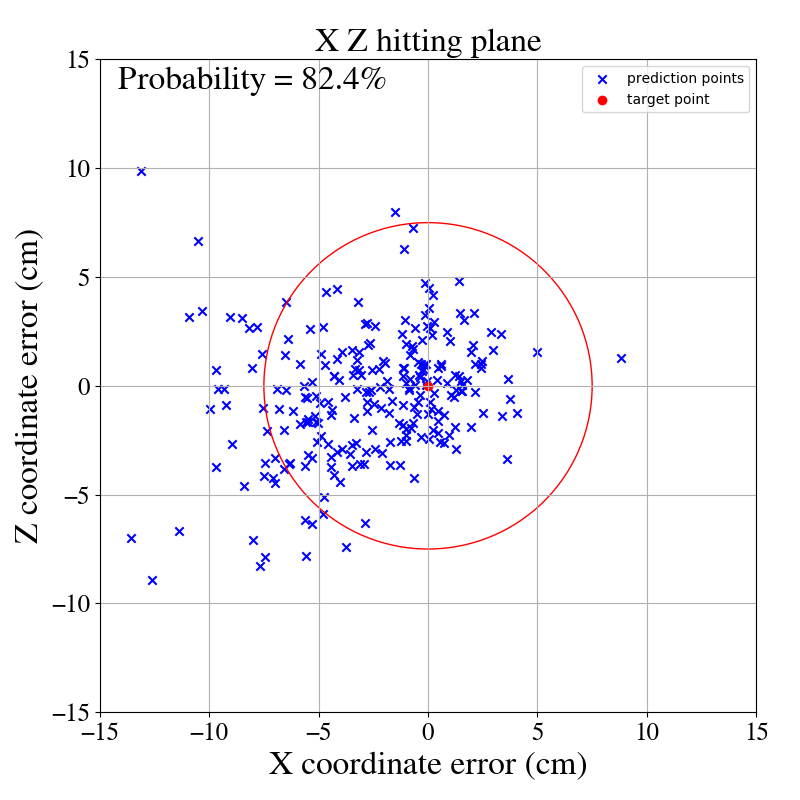 X Z hitting plane
Probability = 82.4%
prediction points
target point
Z coordinate error (cm)
15
10
5
0
−5
−10
−15
−15 −10 −5 0 5 10 15
X coordinate error (cm)